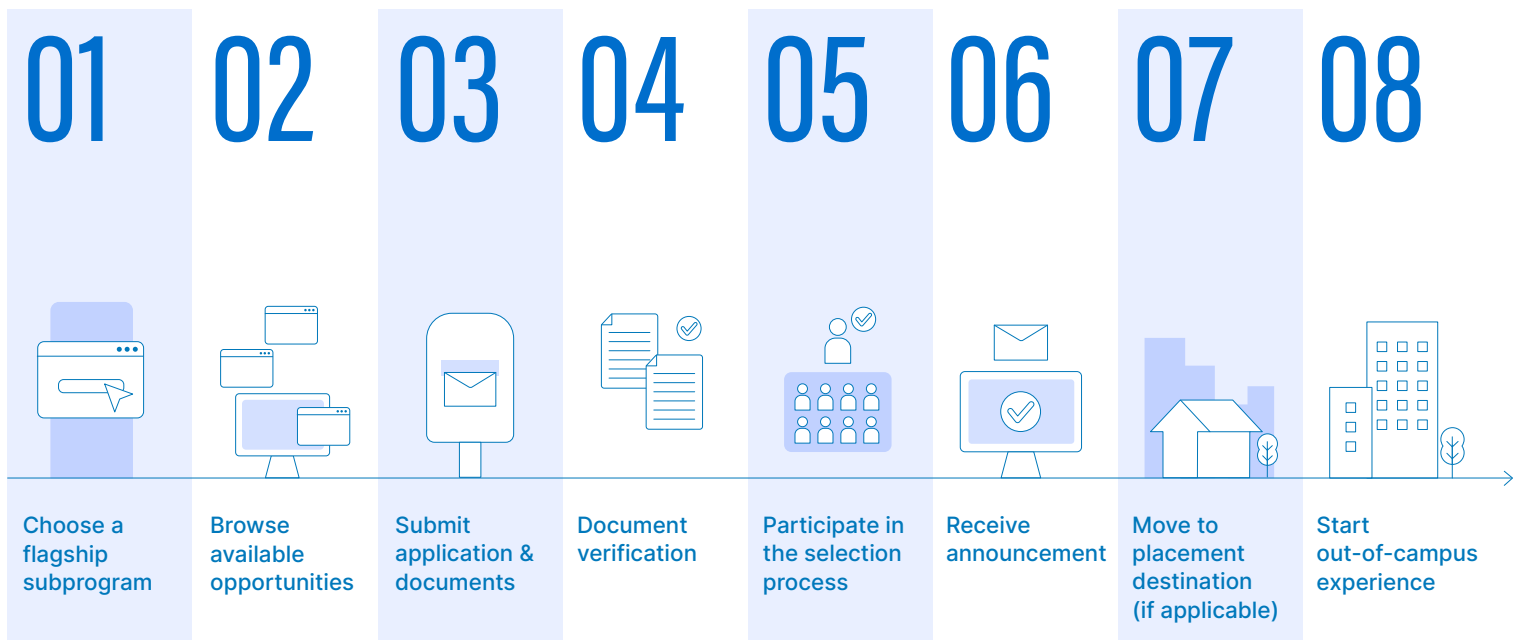 01
Choose a
flagship
subprogram
02
Browse
available
opportunities
03
Submit
application &
documents
04
Document
verification
05
Participate in
the selection
process
06
Receive
announcement
07
Move to
placement
destination
(if applicable)
08
Start
out-of-campus
experience